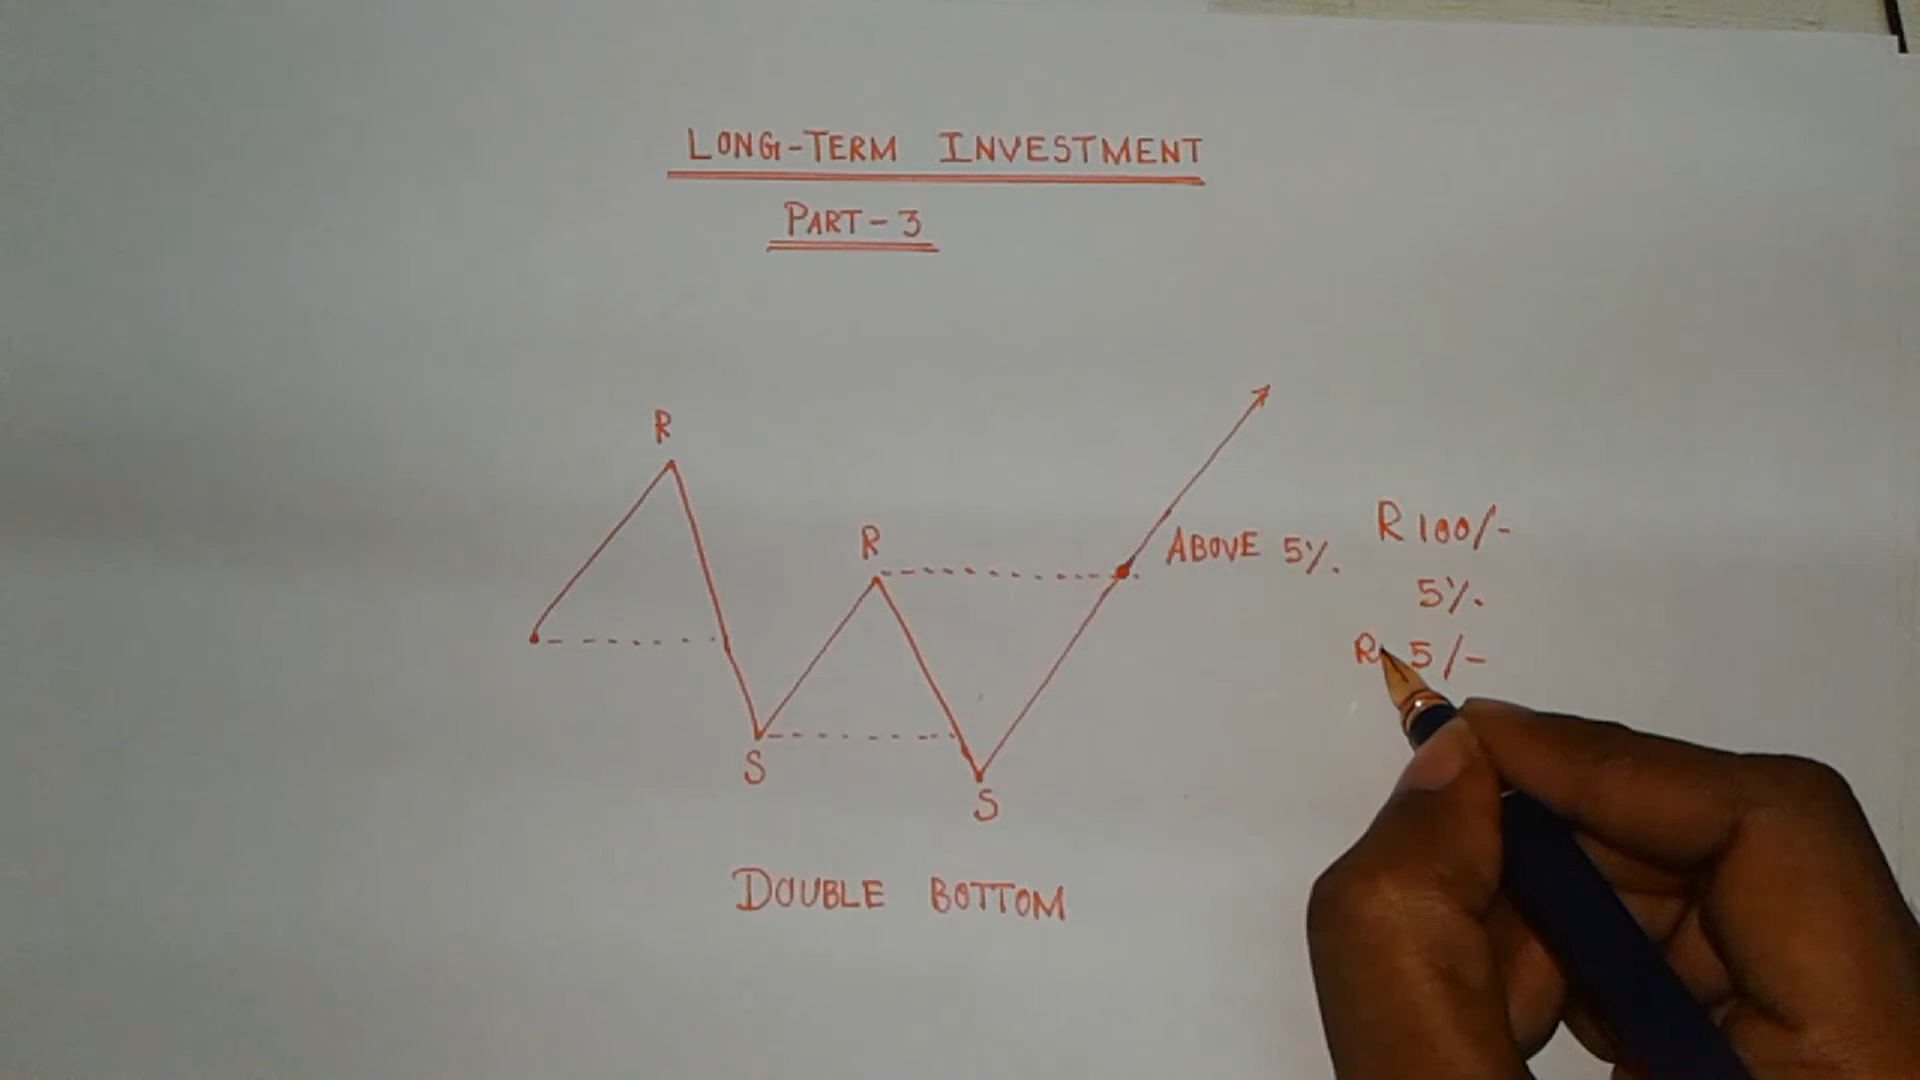 LONG-TERM INVESTMENT
PART-3
R
R
ABOVE 5%.
R 100/-
5%.
R 5/-
S
S
DOUBLE BOTTOM